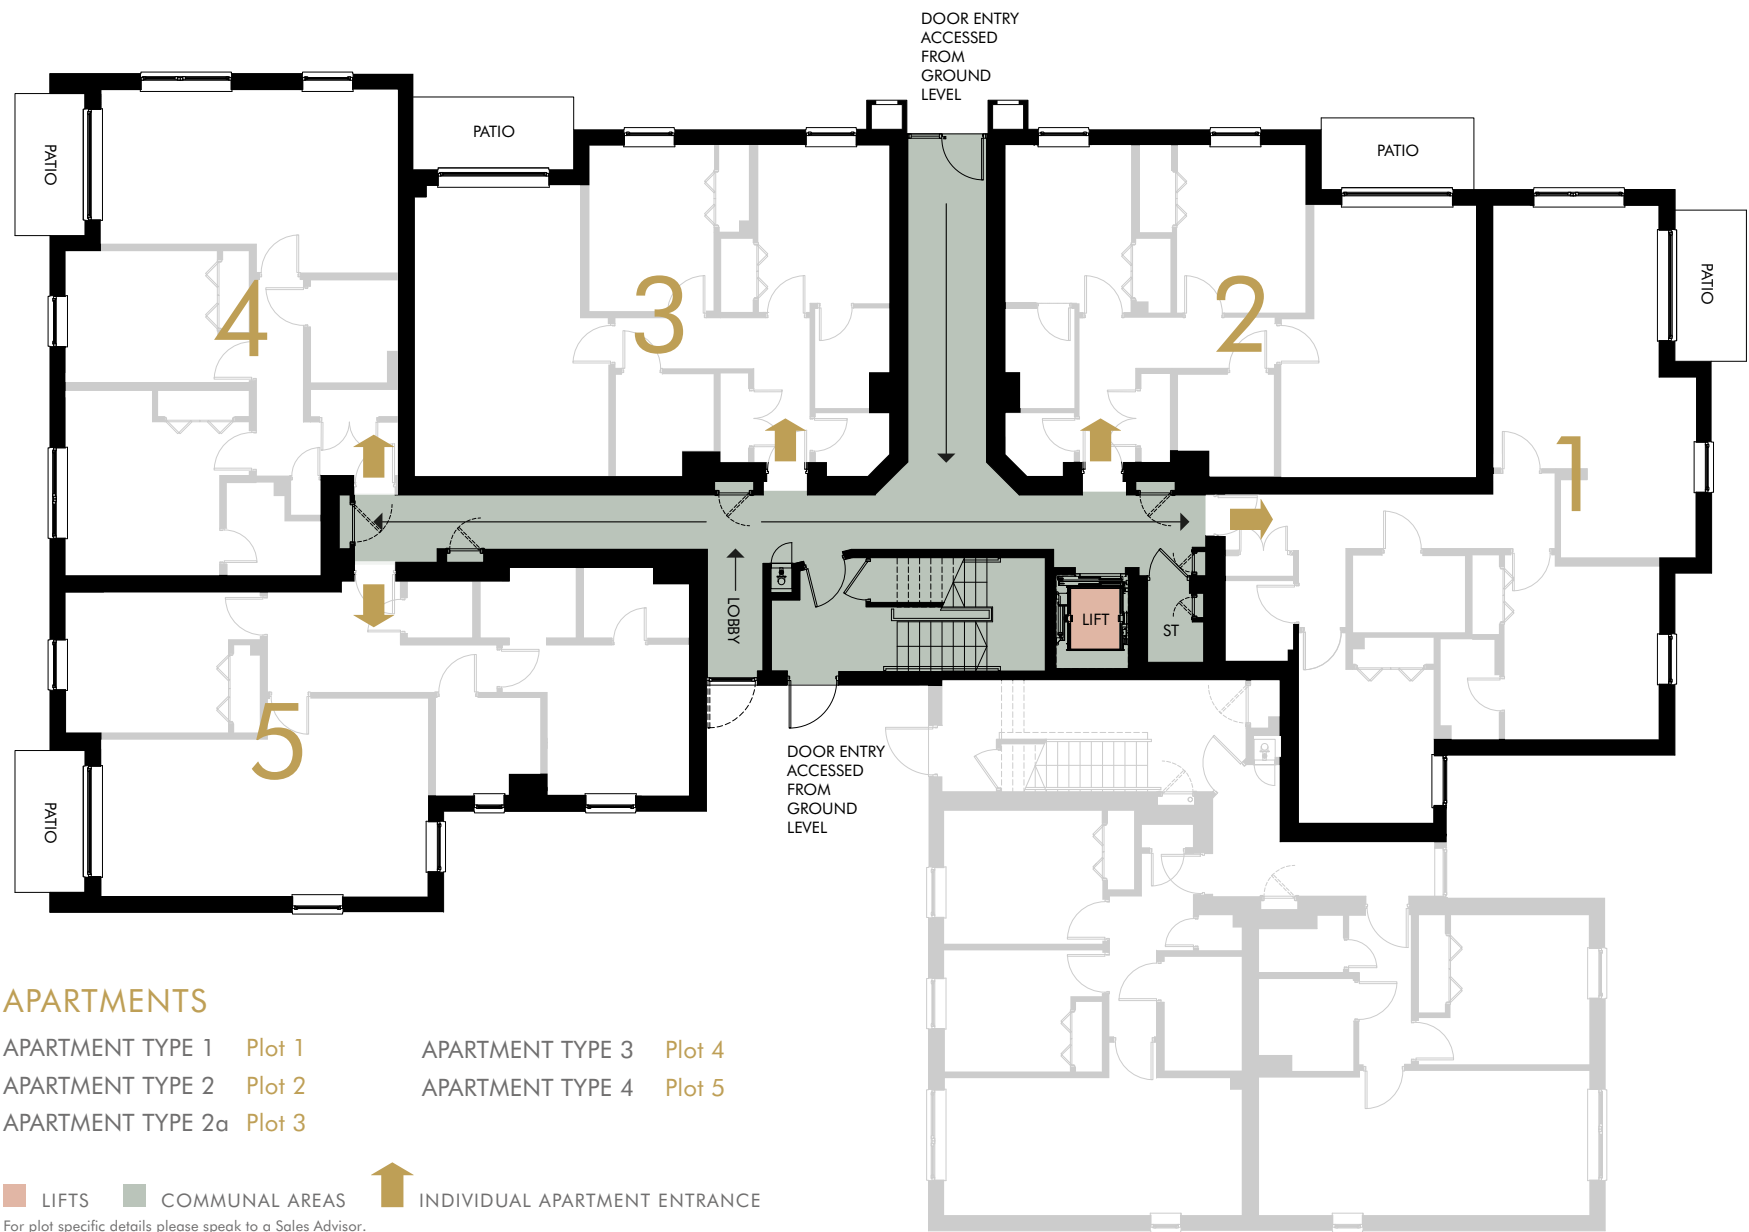 DOOR ENTRY
ACCESSED
FROM
GROUND
LEVEL
PATIO
PATIO
PATIO
PATIO
4
3
2
1
LOBBY
LIFT
ST
5
PATIO
DOOR ENTRY
ACCESSED
FROM
GROUND
LEVEL
APARTMENTS
APARTMENT TYPE 1 Plot 1
APARTMENT TYPE 2 Plot 2
APARTMENT TYPE 2a Plot 3
APARTMENT TYPE 3 Plot 4
APARTMENT TYPE 4 Plot 5
LIFTS COMMUNAL AREAS INDIVIDUAL APARTMENT ENTRANCE
For plot specific details please speak to a Sales Advisor.